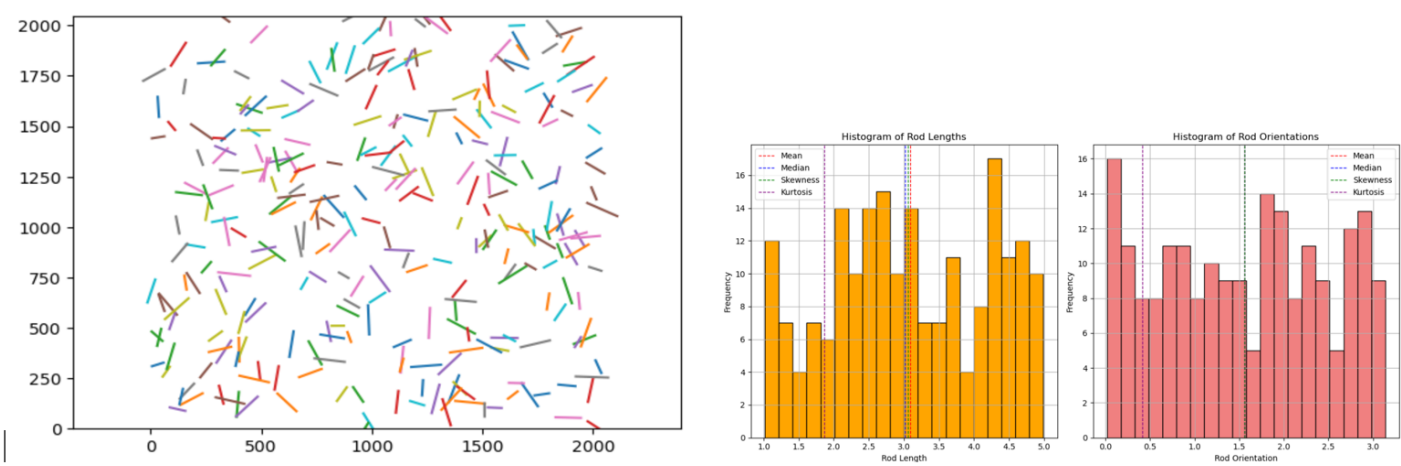 2000
1750
1500
1250
1000
750
500
250
0
0 500 1000 1500 2000
Histogram of Rod Lengths
Mean
Median
Skewness
Kurtosis
Frequency
16
14
12
10
8
6
4
2
0
1.0 1.5 2.0 2.5 3.0 3.5 4.0 4.5 5.0
Rod Length
Histogram of Rod Orientations
Mean
Median
Skewness
Kurtosis
Frequency
16
14
12
10
8
6
4
2
0
0.0 0.5 1.0 1.5 2.0 2.5 3.0
Rod Orientation